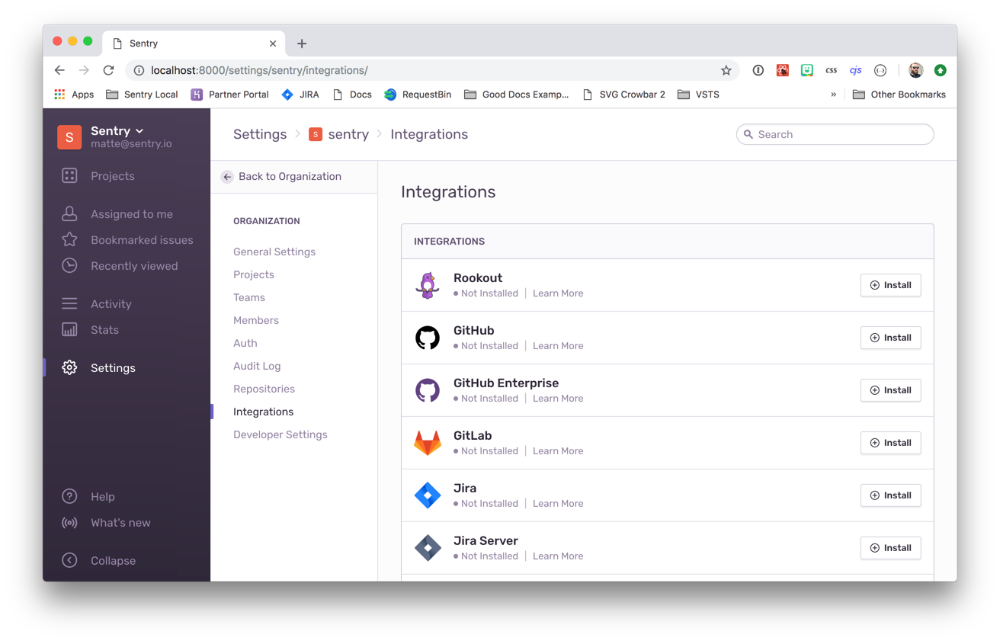 Sentry
localhost:8000/settings/sentry/integrations/
css
cjs
Apps
Sentry Local
Partner Portal
JIRA
Docs
RequestBin
Good Docs Examp...
SVG Crowbar 2
VSTS
»
Other Bookmarks
S
Sentry
matte@sentry.io
Projects
Assigned to me
Bookmarked issues
Recently viewed
Activity
Stats
Settings
Help
What's new
Collapse
Settings > S sentry > Integrations
Search
Back to Organization
ORGANIZATION
General Settings
Projects
Teams
Members
Auth
Audit Log
Repositories
Integrations
Developer Settings
Integrations
INTEGRATIONS
Rookout
Not Installed | Learn More
Install
GitHub
Not Installed | Learn More
Install
GitHub Enterprise
Not Installed | Learn More
Install
GitLab
Not Installed | Learn More
Install
Jira
Not Installed | Learn More
Install
Jira Server
Not Installed | Learn More
Install